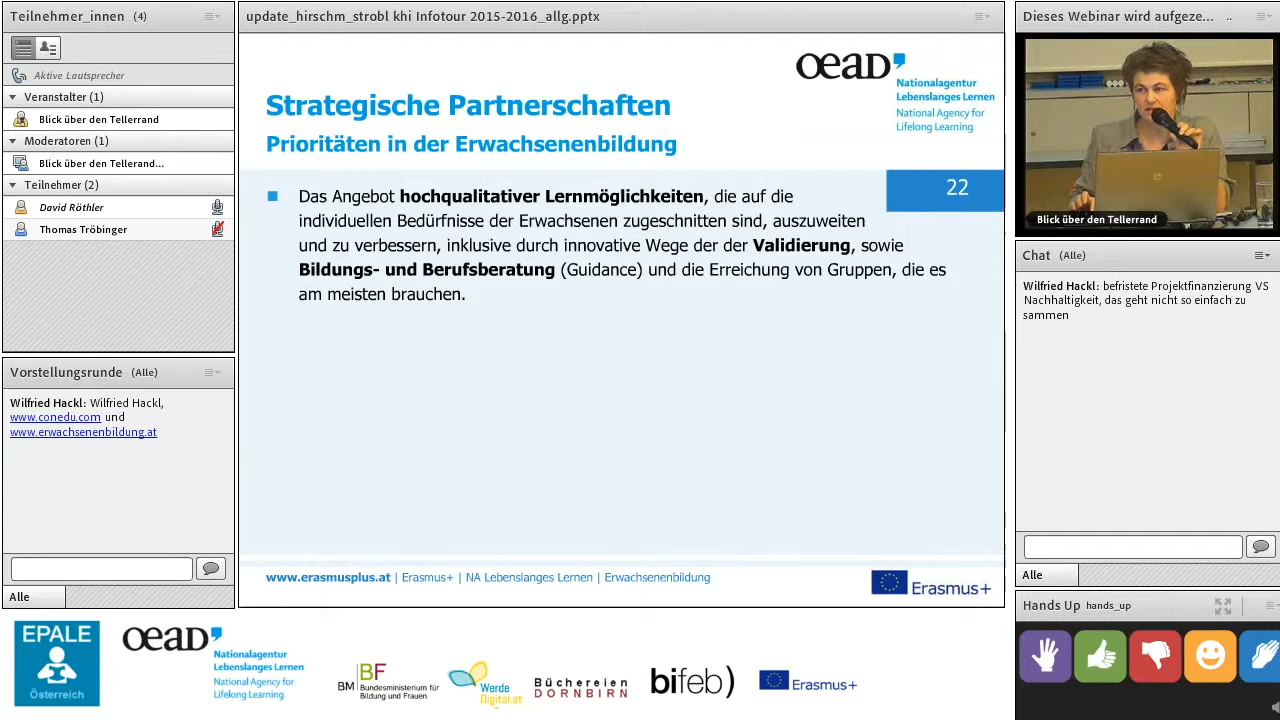 Teilnehmer_innen (4)
Aktive Lautsprecher
Veranstalter (1)
Blick über den Tellerrand
Moderatoren (1)
Blick über den Tellerand...
Teilnehmer (2)
David Röthler
Thomas Tröbinger
Vorstellungsrunde (Alle)
Wilfried Hackl: Wilfried Hackl,
www.conedu.com und
www.erwachsenenbildung.at
Alle
update_hirschm_strobl khi Infotour 2015-2016_allg.pptx
oead
Nationalagentur
Lebenslanges Lernen
National Agency for
Lifelong Learning
Strategische Partnerschaften
Prioritäten in der Erwachsenenbildung
22
Das Angebot hochqualitativer Lernmöglichkeiten, die auf die
individuellen Bedürfnisse der Erwachsenen zugeschnitten sind, auszuweiten
und zu verbessern, inklusive durch innovative Wege der der Validierung, sowie
Bildungs- und Berufsberatung (Guidance) und die Erreichung von Gruppen, die es
am meisten brauchen.
www.erasmusplus.at | Erasmus+ | NA Lebenslanges Lernen | Erwachsenenbildung
Erasmus+
Dieses Webinar wird aufgeze... ..
Blick über den Tellerrand
Chat (Alle)
Wilfried Hackl: befristete Projektfinanzierung VS
Nachhaltigkeit, das geht nicht so einfach zu
sammen
Alle
Hands Up hands_up
EPALE
Österreich
oead
Nationalagentur
Lebenslanges Lernen
National Agency for
Lifelong Learning
BM BF
Bundesministerium für
Bildung und Frauen
Werde
Digital.at
Büchereien
DORNBIRN
bifeb)
Erasmus+